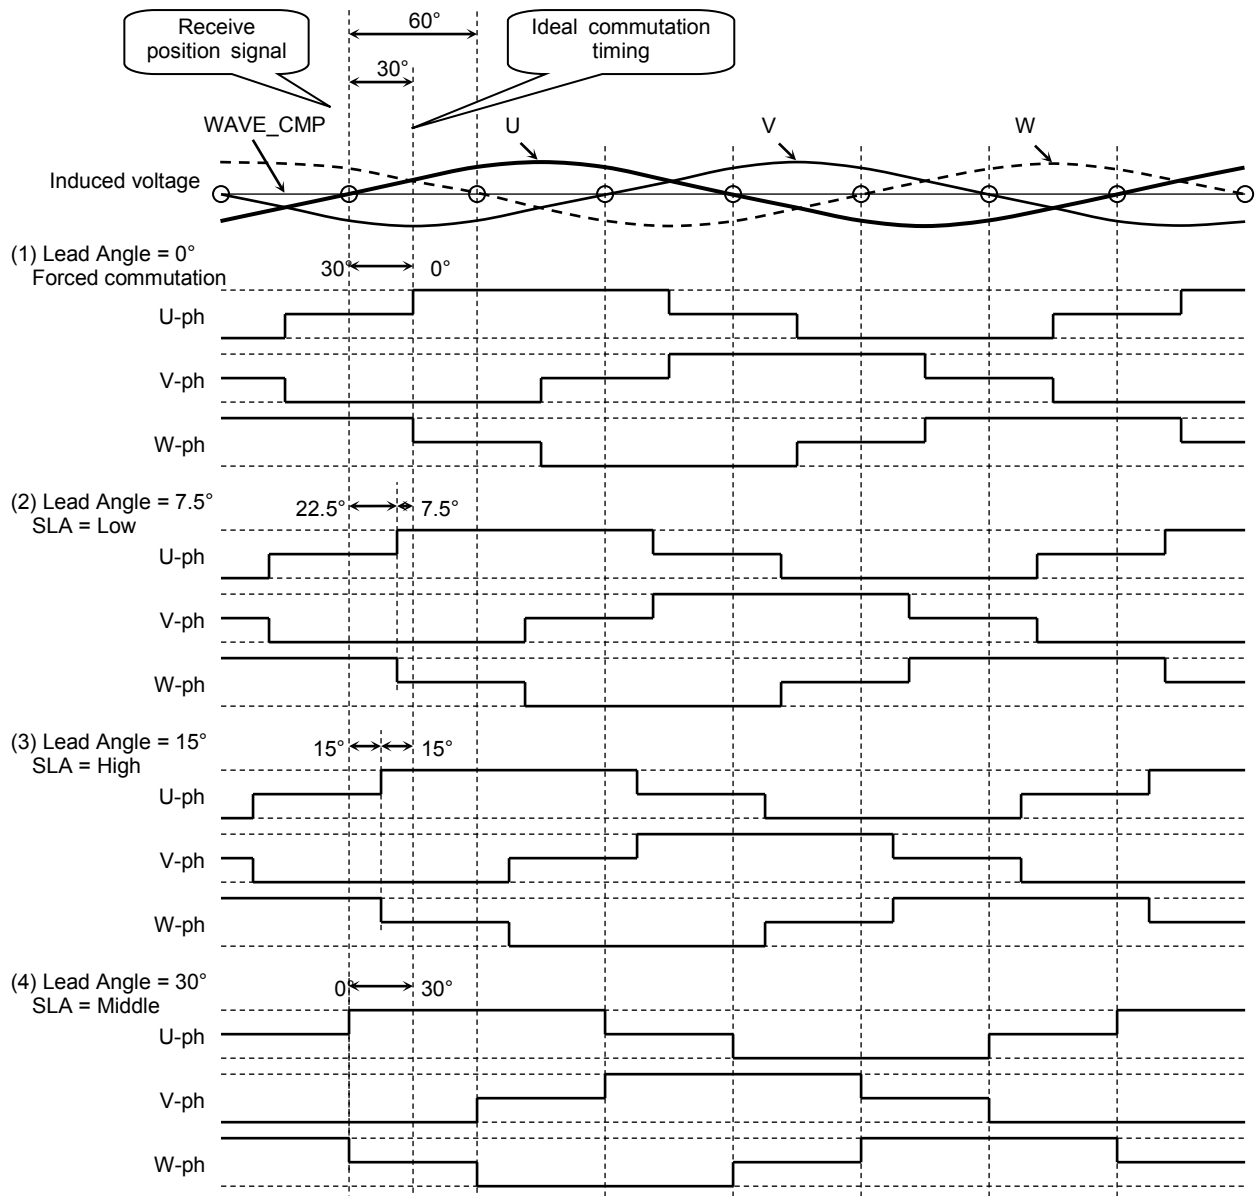 Receive
position signal
60°
Ideal commutation
timing
30°
WAVE_CMP
U
V
W
Induced voltage
(1) Lead Angle = 0°
Forced commutation
30°
0°
U-ph
V-ph
W-ph
(2) Lead Angle = 7.5°
SLA = Low
22.5°
7.5°
U-ph
V-ph
W-ph
(3) Lead Angle = 15°
SLA = High
15°
15°
U-ph
V-ph
W-ph
(4) Lead Angle = 30°
SLA = Middle
0°
30°
U-ph
V-ph
W-ph